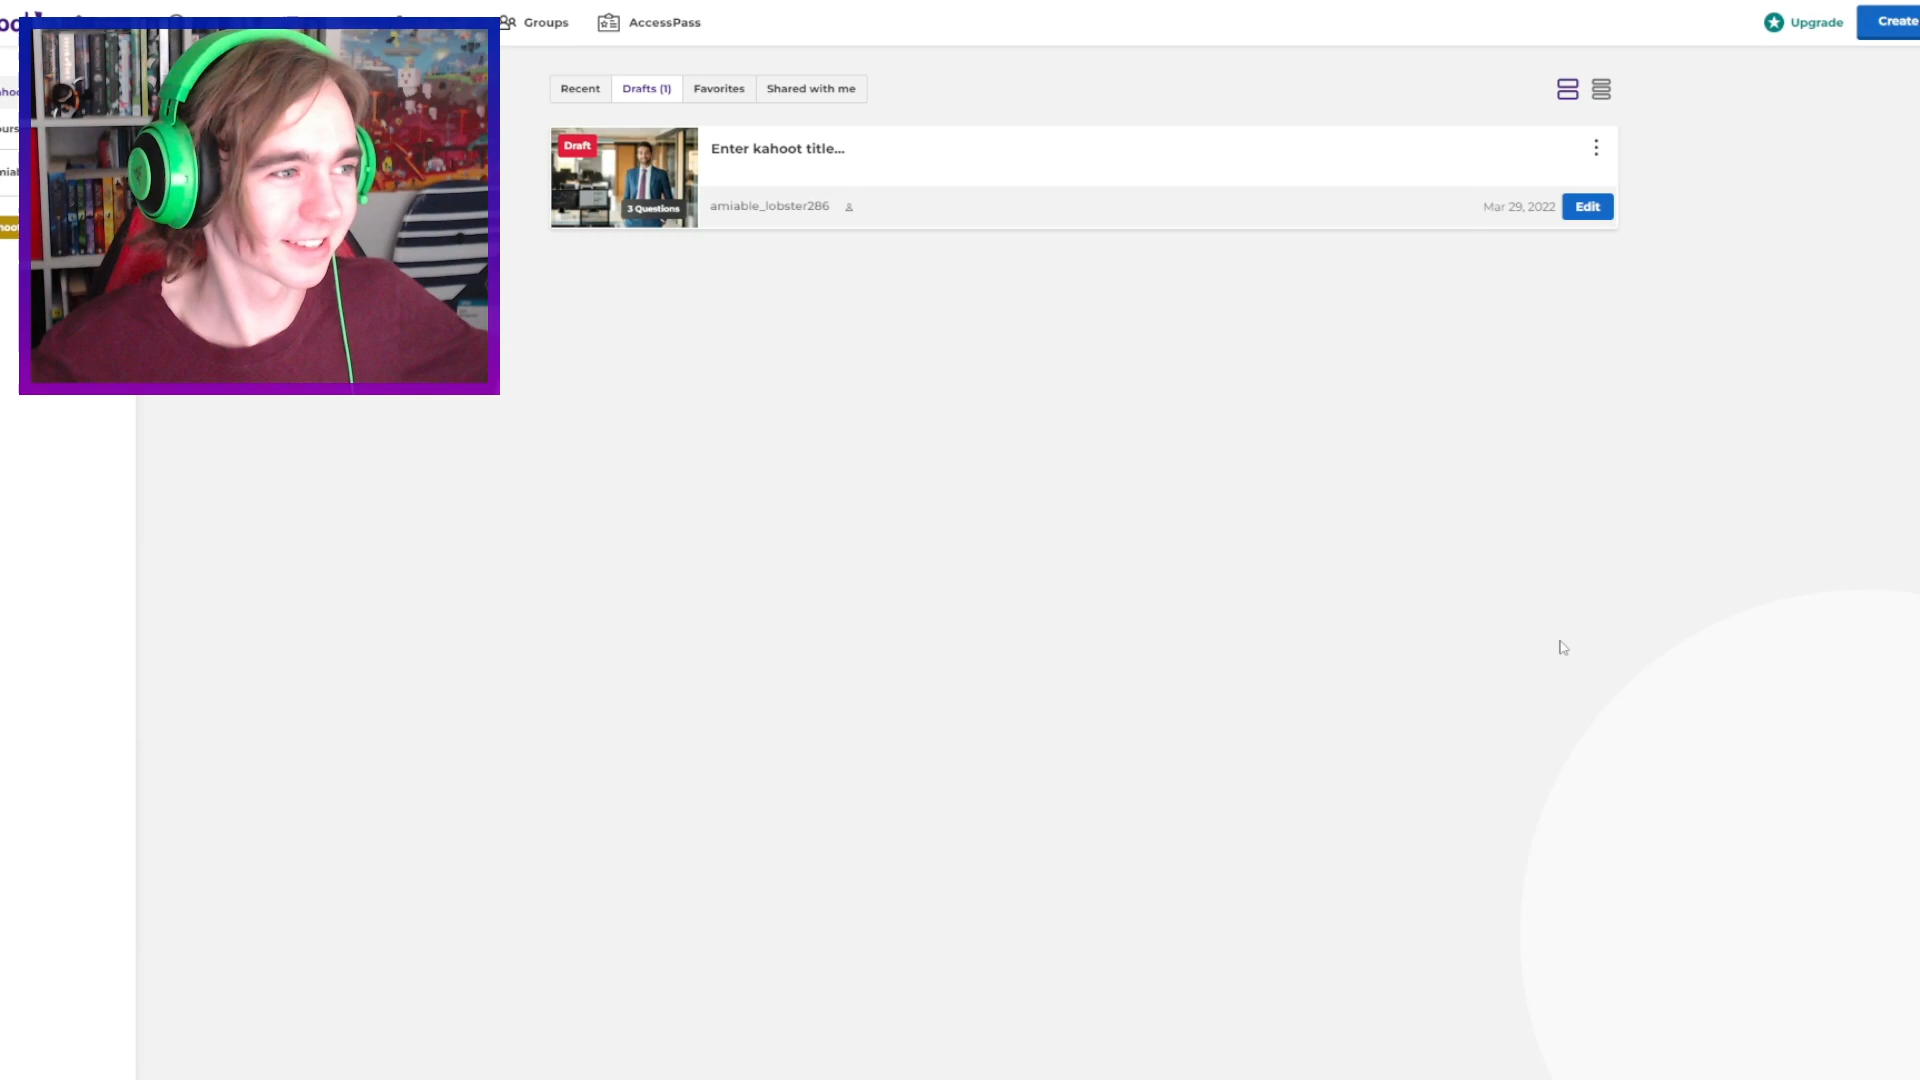 Groups
AccessPass
Upgrade
Create
Recent
Drafts (1)
Favorites
Shared with me
Draft
3 Questions
Enter kahoot title...
amiable_lobster286
Mar 29, 2022
Edit